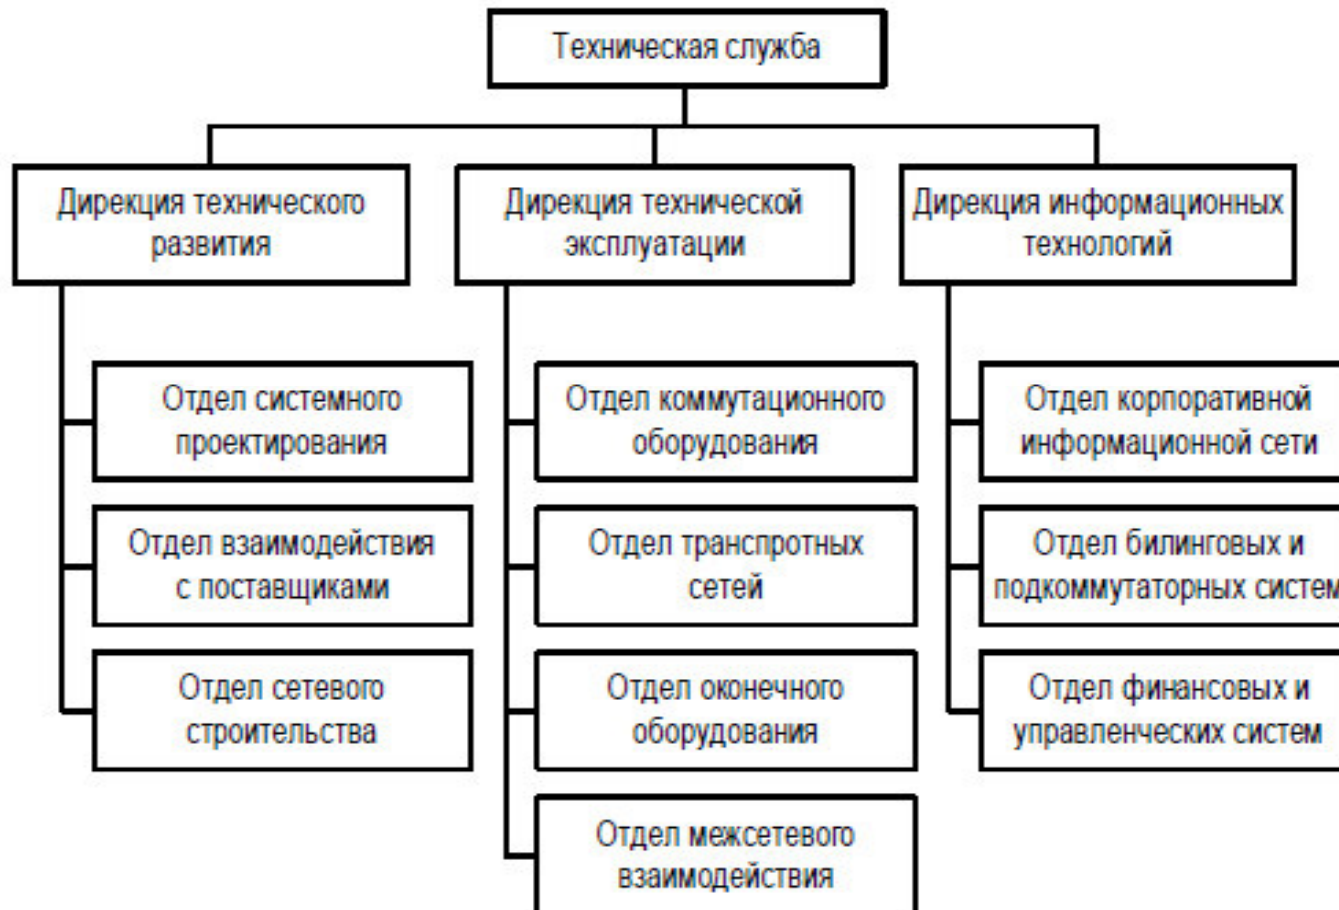 Техническая служба
Дирекция технического
развития
Дирекция технической
эксплуатации
Дирекция информационных
технологий
Отдел системного
проектирования
Отдел взаимодействия
с поставщиками
Отдел сетевого
строительства
Отдел коммутационного
оборудования
Отдел транспротных
сетей
Отдел оконечного
оборудования
Отдел межсетевого
взаимодействия
Отдел корпоративной
информационной сети
Отдел билинговых и
подкоммутаторных систем
Отдел финансовых и
управленческих систем